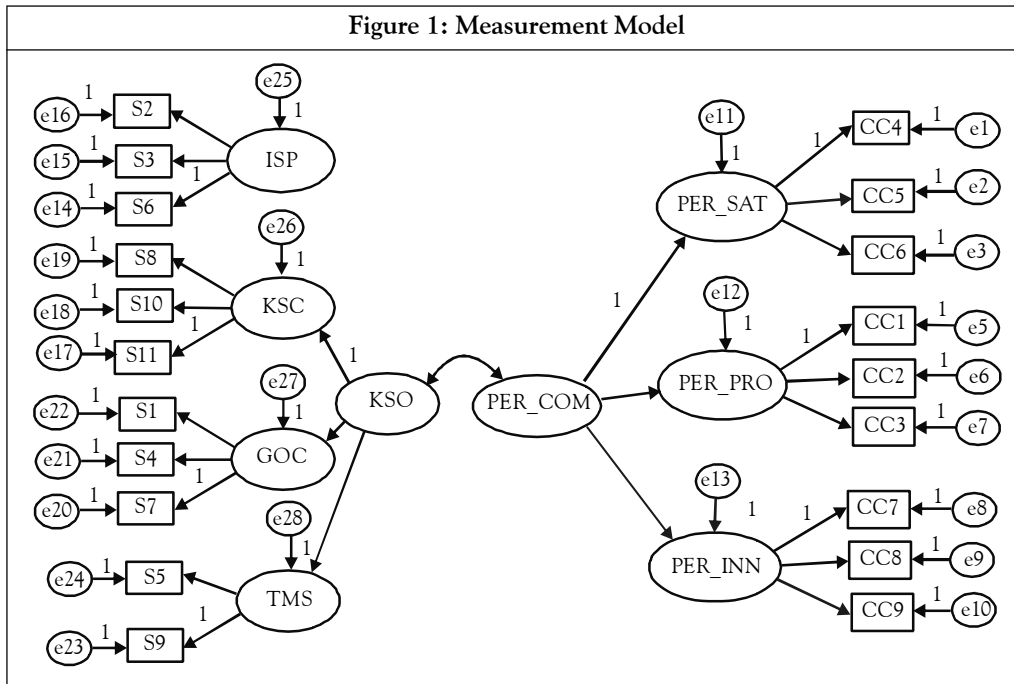 Figure 1: Measurement Model
e25
1
e16 1 S2
e15 1 S3
ISP
e14 1 S6 1
e26
1
e19 1 S8
e18 1 S10
KSC
e17 1 S11 1
1
e27
1
e22 1 S1
e21 1 S4
GOC
e20 1 S7 1
e28
1
e24 1 S5
TMS
e23 1 S9 1
KSO
PER_COM
1
e11
1
PER_SAT
1 CC4 1 e1
CC5 1 e2
CC6 1 e3
e12
1
PER_PRO
1 CC1 1 e5
CC2 1 e6
CC3 1 e7
e13
1
PER_INN
1 CC7 1 e8
CC8 1 e9
CC9 1 e10